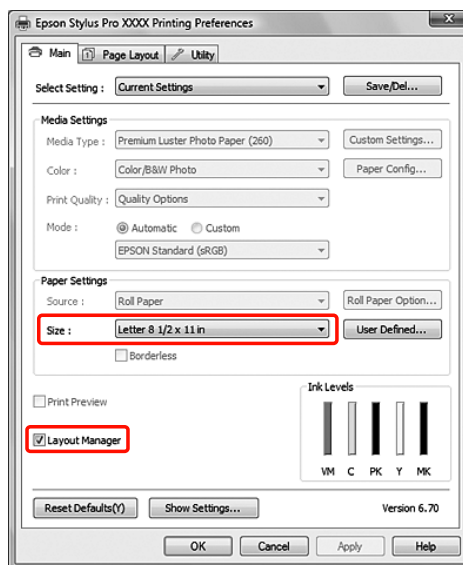 Epson Stylus Pro XXXX Printing Preferences
Main Page Layout Utility
Select Setting : Current Settings Save/Del...
Media Settings
Media Type : Premium Luster Photo Paper (260) Custom Settings...
Color : Color/B&W Photo Paper Config...
Print Quality : Quality Options
Mode : Automatic Custom
EPSON Standard (sRGB)
Paper Settings
Source : Roll Paper Roll Paper Option...
Size : Letter 8 1/2 x 11 in User Defined...
Borderless
Print Preview
Ink Levels
Layout Manager
VM C PK Y MK
Reset Defaults(Y) Show Settings... Version 6.70
OK Cancel Apply Help